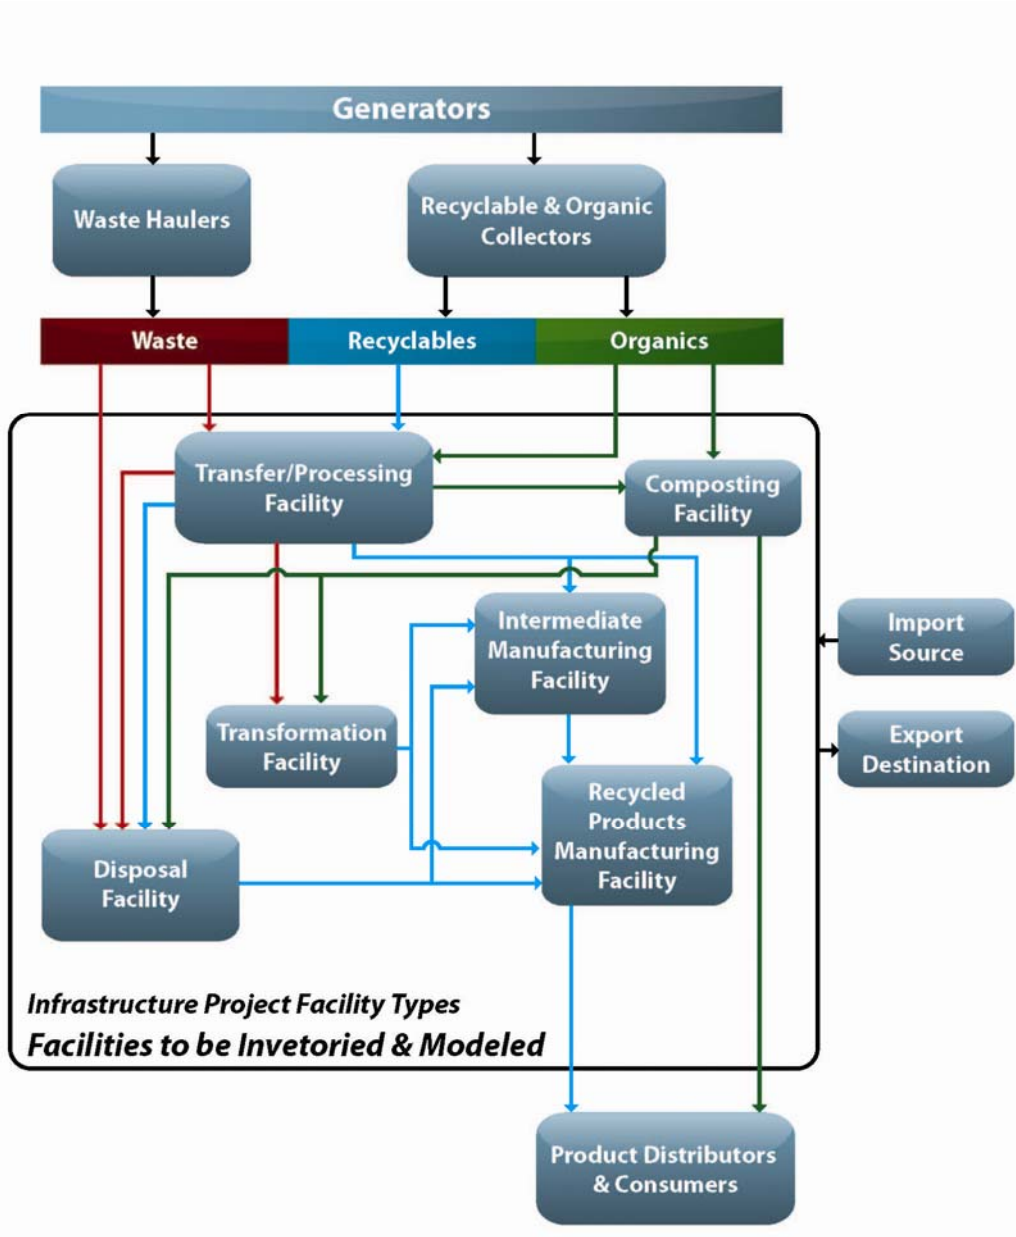 Generators
Waste Haulers
Recyclable & Organic
Collectors
Waste
Recyclables
Organics
Transfer/Processing
Facility
Composting
Facility
Intermediate
Manufacturing
Facility
Import
Source
Transformation
Facility
Export
Destination
Recycled
Products
Manufacturing
Facility
Disposal
Facility
Infrastructure Project Facility Types
Facilities to be Invetoried & Modeled
Product Distributors
& Consumers